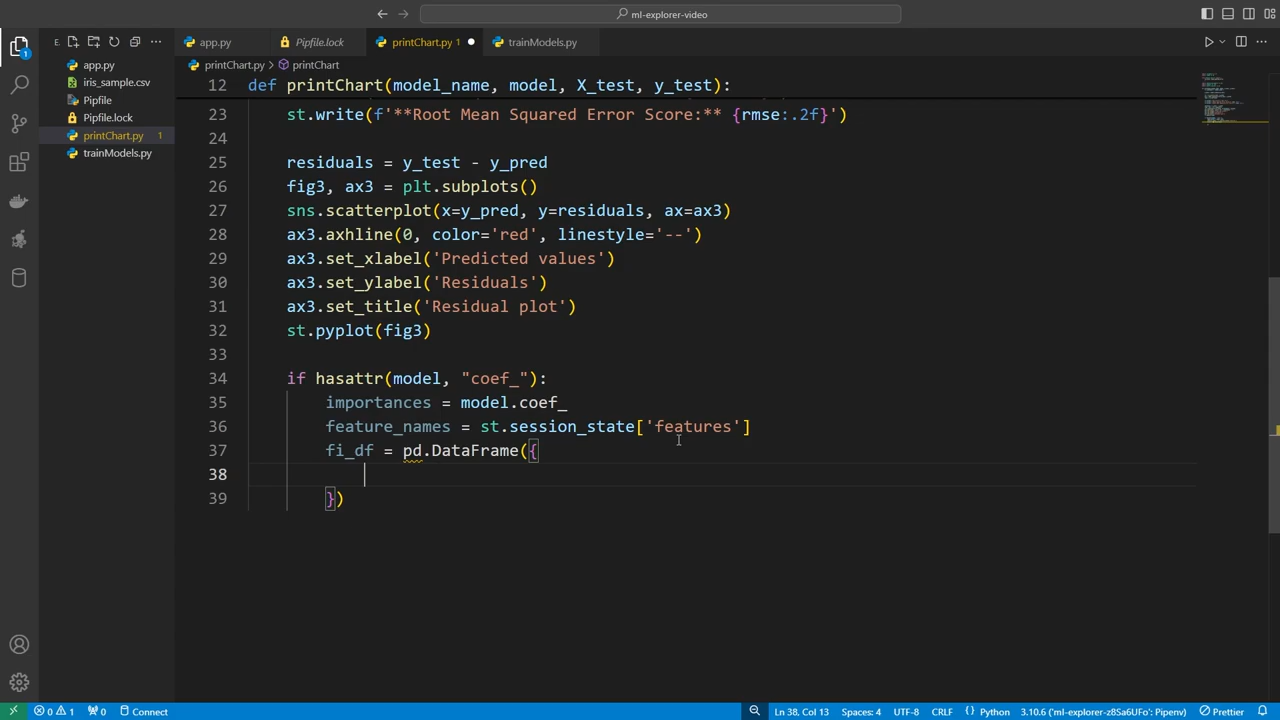 ml-explorer-video
E.
app.py
Pipfile.lock
printChart.py 1
trainModels.py
app.py
iris_sample.csv
Pipfile
Pipfile.lock
printChart.py 1
trainModels.py
1
printChart.py > printChart
12 def printChart(model_name, model, X_test, y_test):
23 st.write(f'**Root Mean Squared Error Score:** {rmse:.2f}')
24
25 residuals = y_test - y_pred
26 fig3, ax3 = plt.subplots()
27 sns.scatterplot(x=y_pred, y=residuals, ax=ax3)
28 ax3.axhline(0, color='red', linestyle='--')
29 ax3.set_xlabel('Predicted values')
30 ax3.set_ylabel('Residuals')
31 ax3.set_title('Residual plot')
32 st.pyplot(fig3)
33
34 if hasattr(model, "coef_"):
35 importances = model.coef_
36 feature_names = st.session_state['features']
37 fi_df = pd.DataFrame({
38
39 })
0 1 0 Connect
Ln 38, Col 13 Spaces: 4 UTF-8 CRLF Python 3.10.6 ('ml-explorer-z8Sa6UFo': Pipenv) Prettier